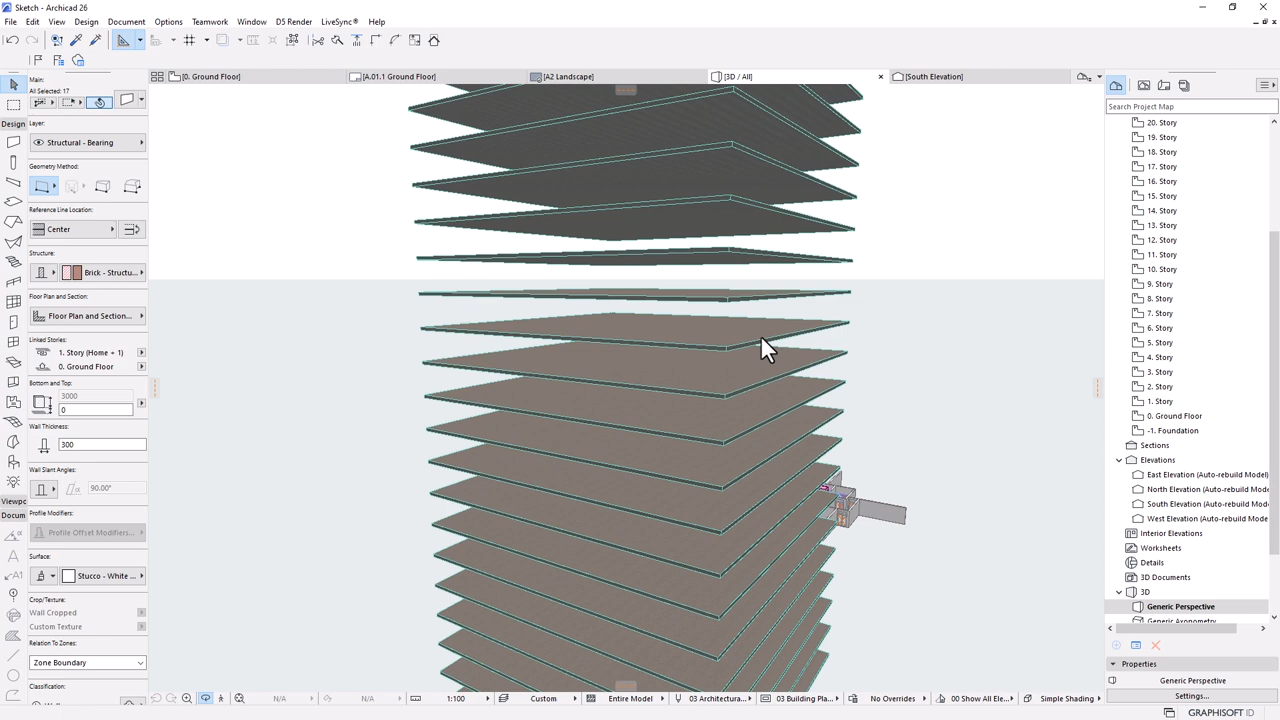 Sketch - Archicad 26
File Edit View Design Document Options Teamwork Window D5 Render LiveSync® Help
[0. Ground Floor] [A.01.1 Ground Floor] [A2 Landscape] [3D / All] [South Elevation]
Main:
All Selected: 17
Layer:
Structural - Bearing
Geometry Method:
Reference Line Location:
Center
Structure:
Brick - Structu...
Floor Plan and Section:
Floor Plan and Section...
Linked Stories:
1. Story (Home + 1)
0. Ground Floor
Bottom and Top:
3000
0
Wall Thickness:
300
Wall Slant Angles:
90.00°
Profile Modifiers:
Profile Offset Modifiers...
Surface:
Stucco - White ...
Crop/Texture:
Wall Cropped
Custom Texture
Relation To Zones:
Zone Boundary
Classification:
Design
Viewpc
Docum
Search Project Map
20. Story
19. Story
18. Story
17. Story
16. Story
15. Story
14. Story
13. Story
12. Story
11. Story
10. Story
9. Story
8. Story
7. Story
6. Story
5. Story
4. Story
3. Story
2. Story
1. Story
0. Ground Floor
-1. Foundation
Sections
Elevations
East Elevation (Auto-rebuild Model
North Elevation (Auto-rebuild Mode
South Elevation (Auto-rebuild Mode
West Elevation (Auto-rebuild Mode
Interior Elevations
Worksheets
Details
3D Documents
3D
Generic Perspective
Generic Axonometry
Properties
Generic Perspective
Settings...
N/A N/A 1:100 Custom Entire Model 03 Architectura... 03 Building Pla... No Overrides 00 Show All Ele... Simple Shading
GRAPHISOFT ID